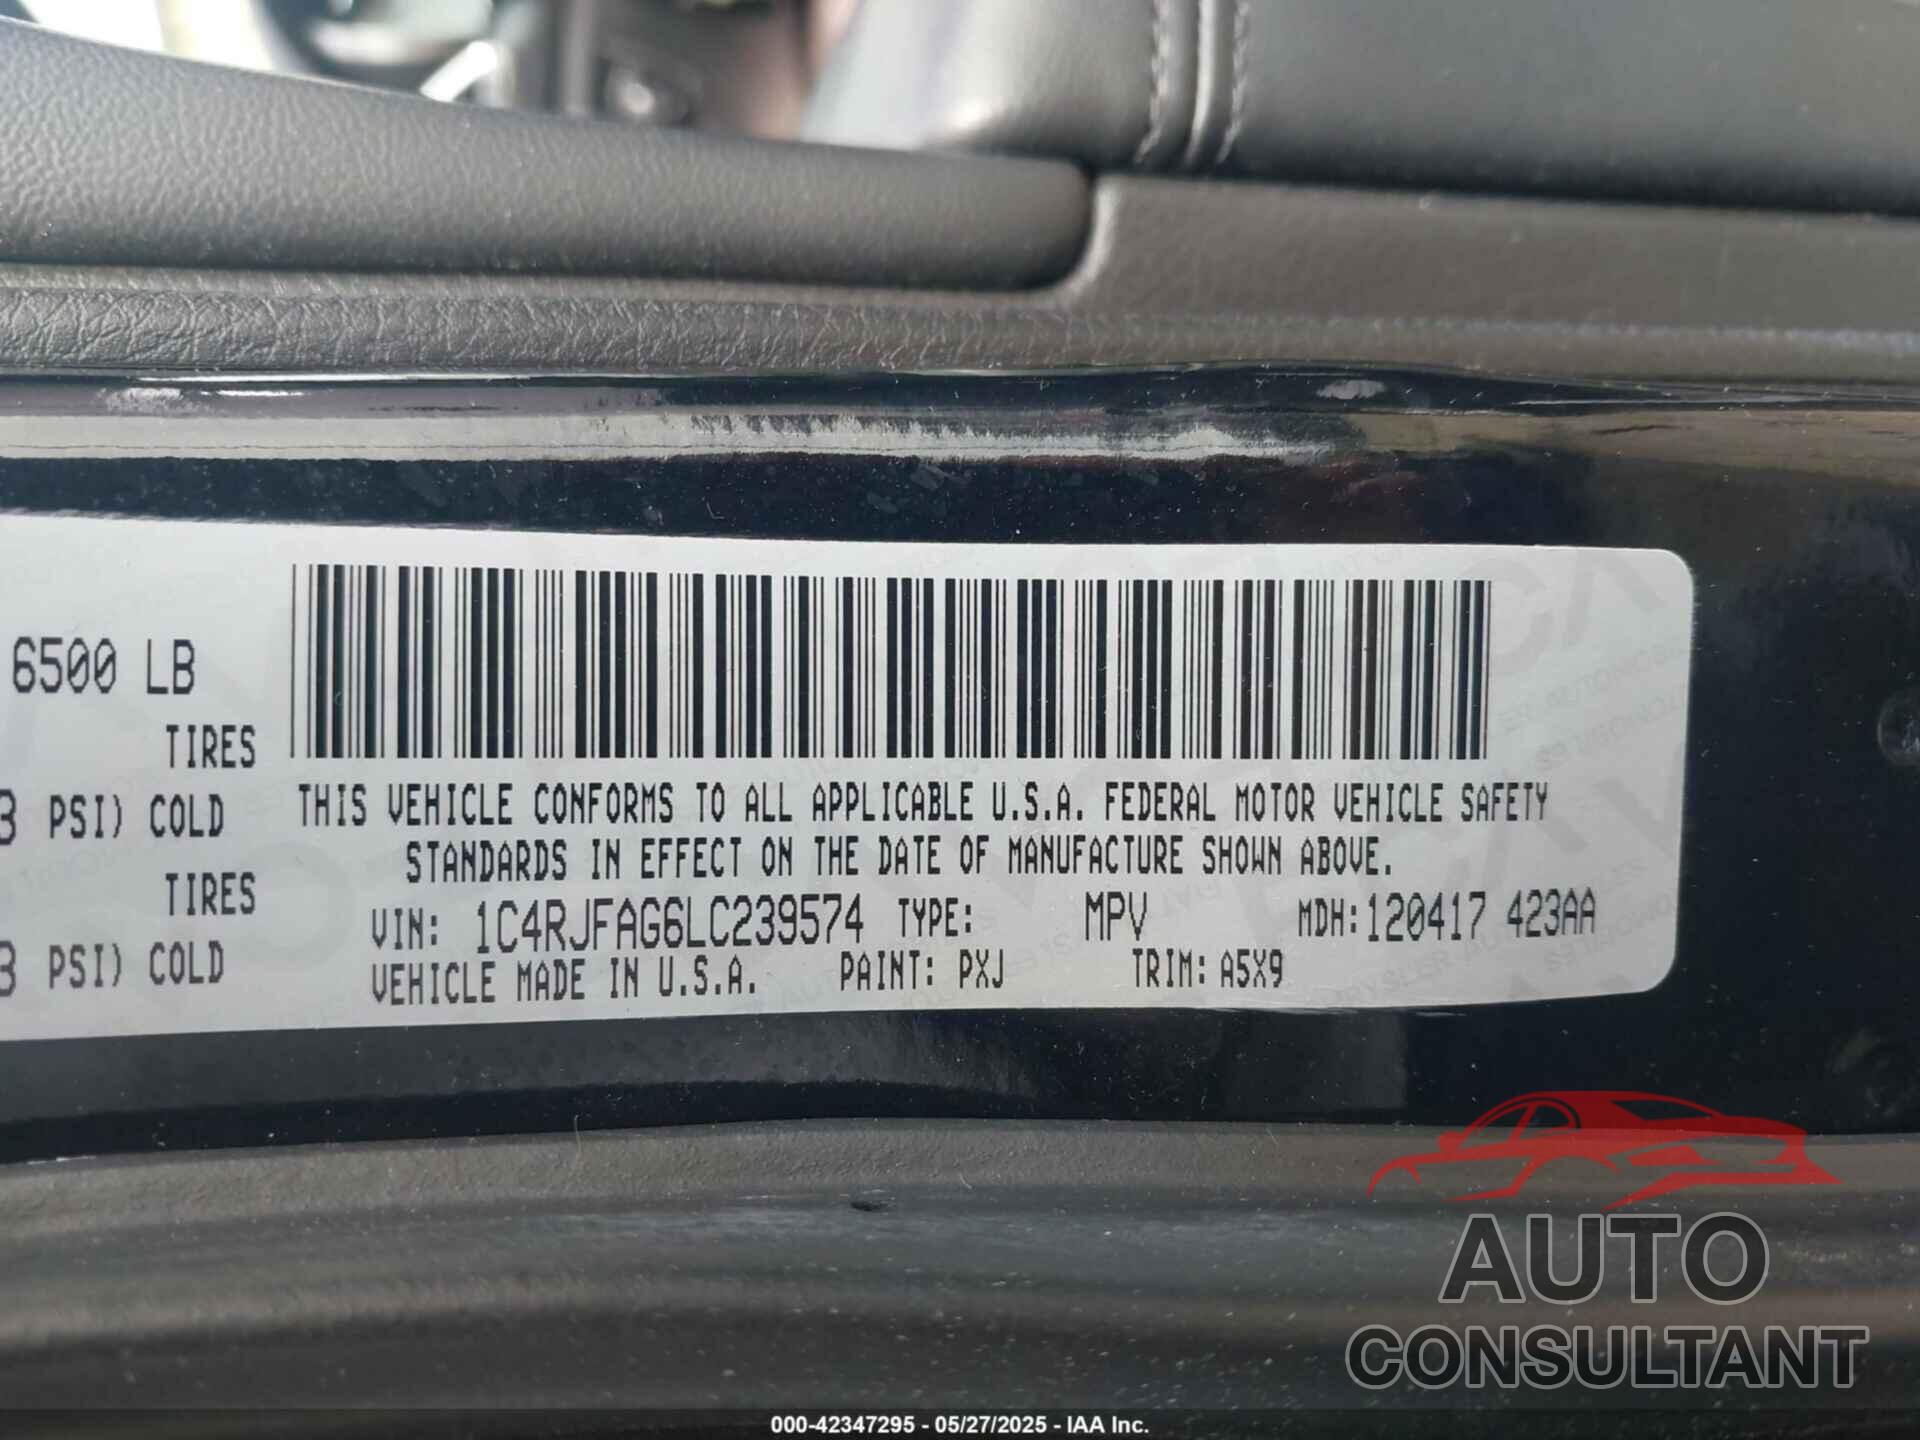 6500 LB
TIRES
3 PSI) COLD
TIRES
3 PSI) COLD
THIS VEHICLE CONFORMS TO ALL APPLICABLE U.S.A. FEDERAL MOTOR VEHICLE SAFETY
STANDARDS IN EFFECT ON THE DATE OF MANUFACTURE SHOWN ABOVE.
VIN: 1C4RJFAG6LC239574 TYPE: MPV MDH:120417 423AA
VEHICLE MADE IN U.S.A. PAINT: PXJ TRIM: A5X9
AUTO
CONSULTANT
000-42347295 - 05/27/2025 - IAA Inc.